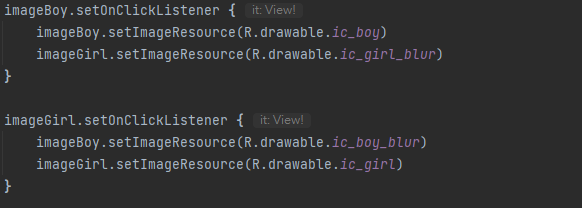 imageBoy.setOnClickListener { it: View!
imageBoy.setImageResource(R.drawable.ic_boy)
imageGirl.setImageResource(R.drawable.ic_girl_blur)
}
imageGirl.setOnClickListener { it: View!
imageBoy.setImageResource(R.drawable.ic_boy_blur)
imageGirl.setImageResource(R.drawable.ic_girl)
}